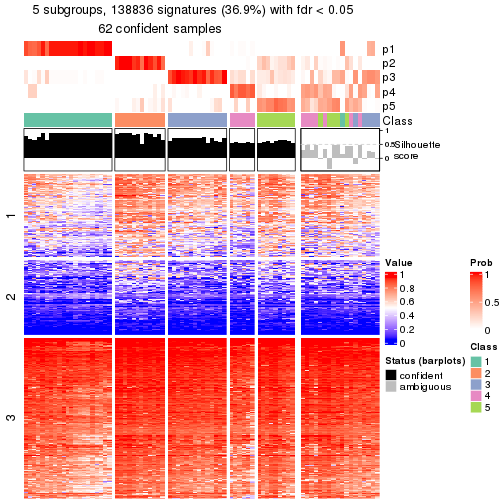 5 subgroups, 138836 signatures (36.9%) with fdr < 0.05
62 confident samples
p1
p2
p3
p4
p5
Class
1
0.5
0
Silhouette
score
1
2
3
Value
1
0.8
0.6
0.4
0.2
0
Prob
1
0.5
0
Status (barplots)
confident
ambiguous
Class
1
2
3
4
5